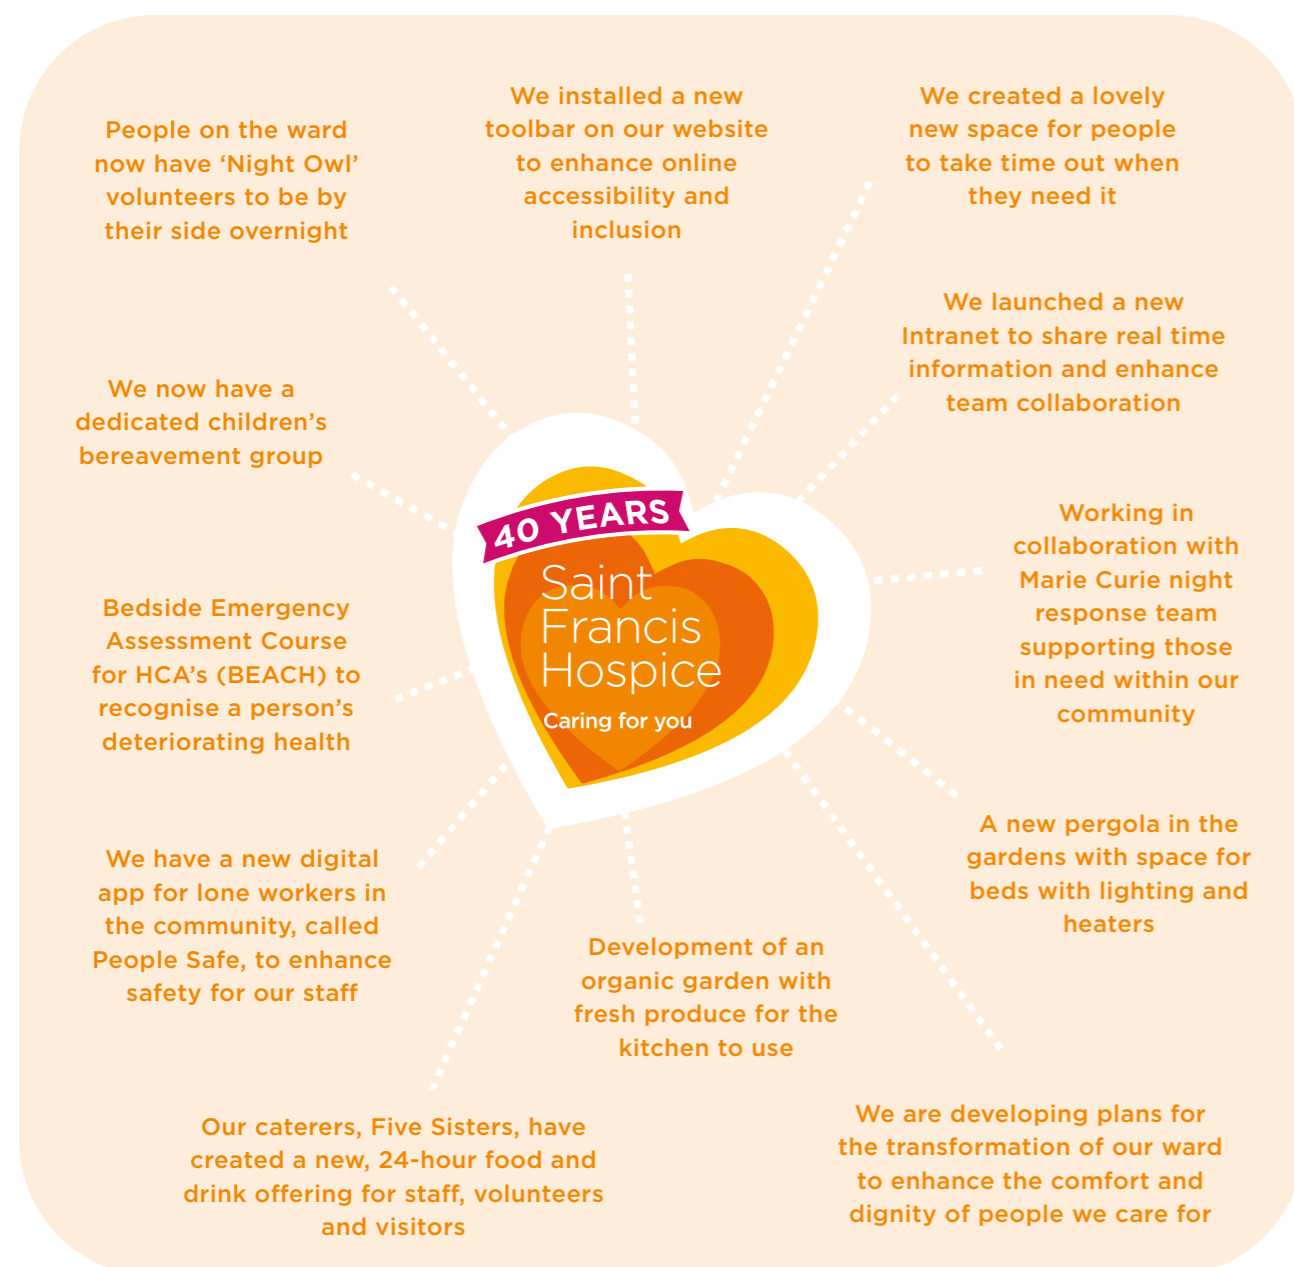 People on the ward
now have ‘Night Owl’
volunteers to be by
their side overnight
We installed a new
toolbar on our website
to enhance online
accessibility and
inclusion
We created a lovely
new space for people
to take time out when
they need it
We launched a new
Intranet to share real time
information and enhance
team collaboration
We now have a
dedicated children’s
bereavement group
40 YEARS
Saint
Francis
Hospice
Caring for you
Working in
collaboration with
Marie Curie night
response team
supporting those
in need within our
community
Bedside Emergency
Assessment Course
for HCA’s (BEACH) to
recognise a person’s
deteriorating health
A new pergola in the
gardens with space for
beds with lighting and
heaters
We have a new digital
app for lone workers in
the community, called
People Safe, to enhance
safety for our staff
Development of an
organic garden with
fresh produce for the
kitchen to use
Our caterers, Five Sisters, have
created a new, 24-hour food and
drink offering for staff, volunteers
and visitors
We are developing plans for
the transformation of our ward
to enhance the comfort and
dignity of people we care for